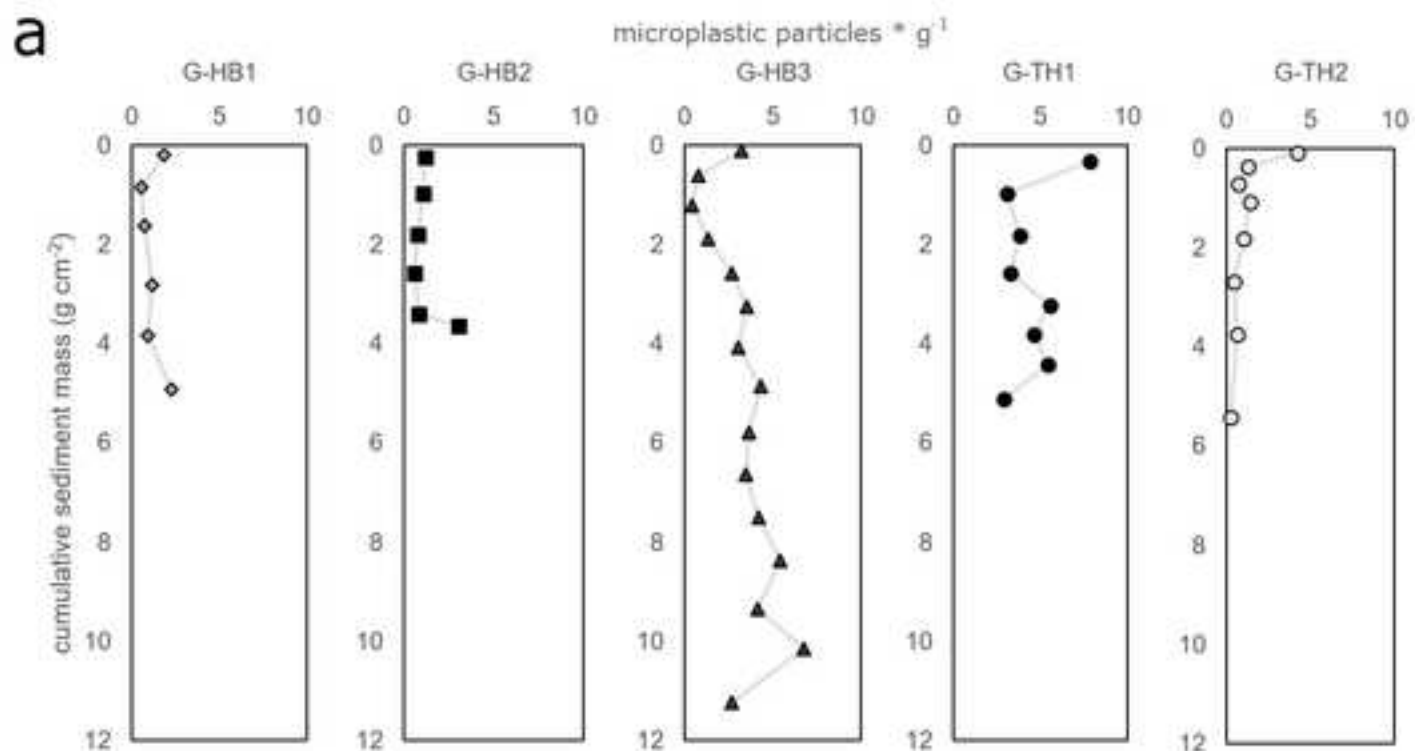 a
microplastic particles * g⁻¹
G-HB1 G-HB2 G-HB3 G-TH1 G-TH2
0 5 10 0 5 10 0 5 10 0 5 10 0 5 10
0 0 0 0 0
2 2 2 2 2
4 4 4 4 4
6 6 6 6 6
8 8 8 8 8
10 10 10 10 10
12 12 12 12 12
cumulative sediment mass (g cm⁻²)